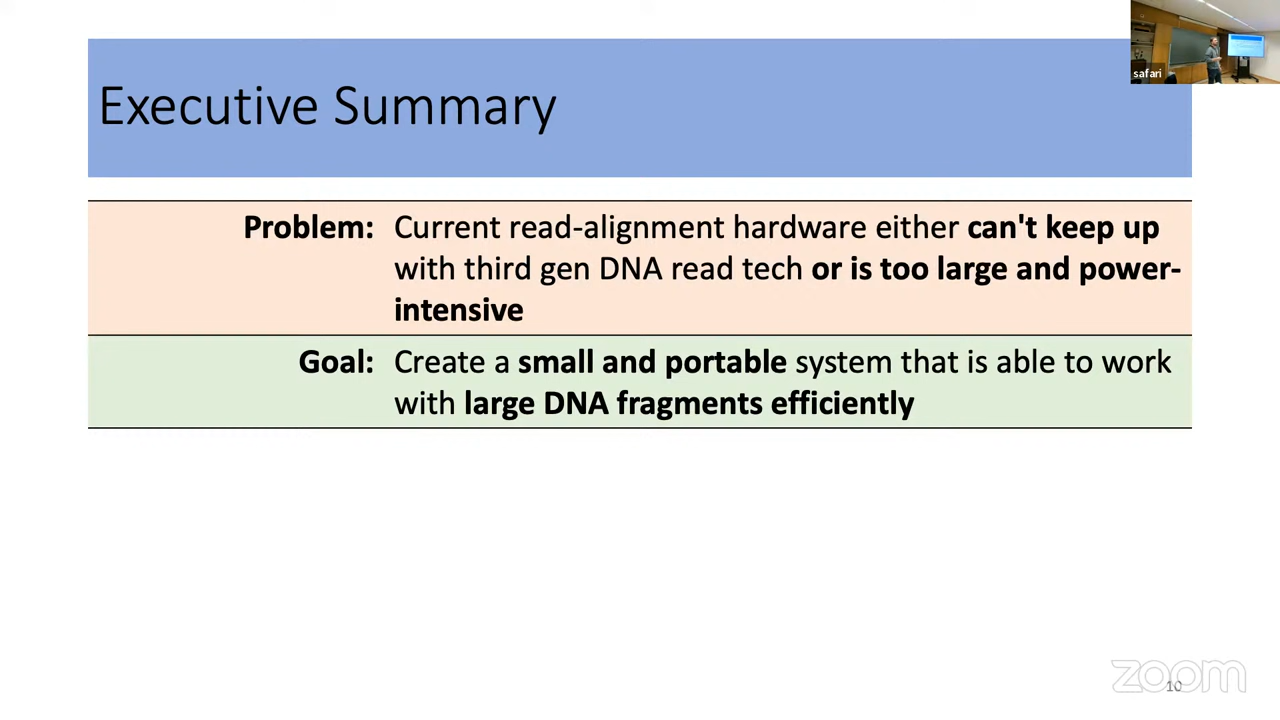 safari
Executive Summary
Problem: Current read-alignment hardware either can't keep up
with third gen DNA read tech or is too large and power-
intensive
Goal: Create a small and portable system that is able to work
with large DNA fragments efficiently
zoom
10